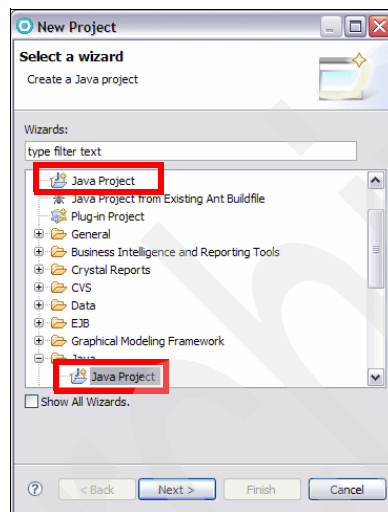 New Project
Select a wizard
Create a Java project
Wizards:
type filter text
Java Project
Java Project from Existing Ant Buildfile
Plug-in Project
General
Business Intelligence and Reporting Tools
Crystal Reports
CVS
Data
EJB
Graphical Modeling Framework
Java
Java Project
Show All Wizards.
? < Back Next > Finish Cancel